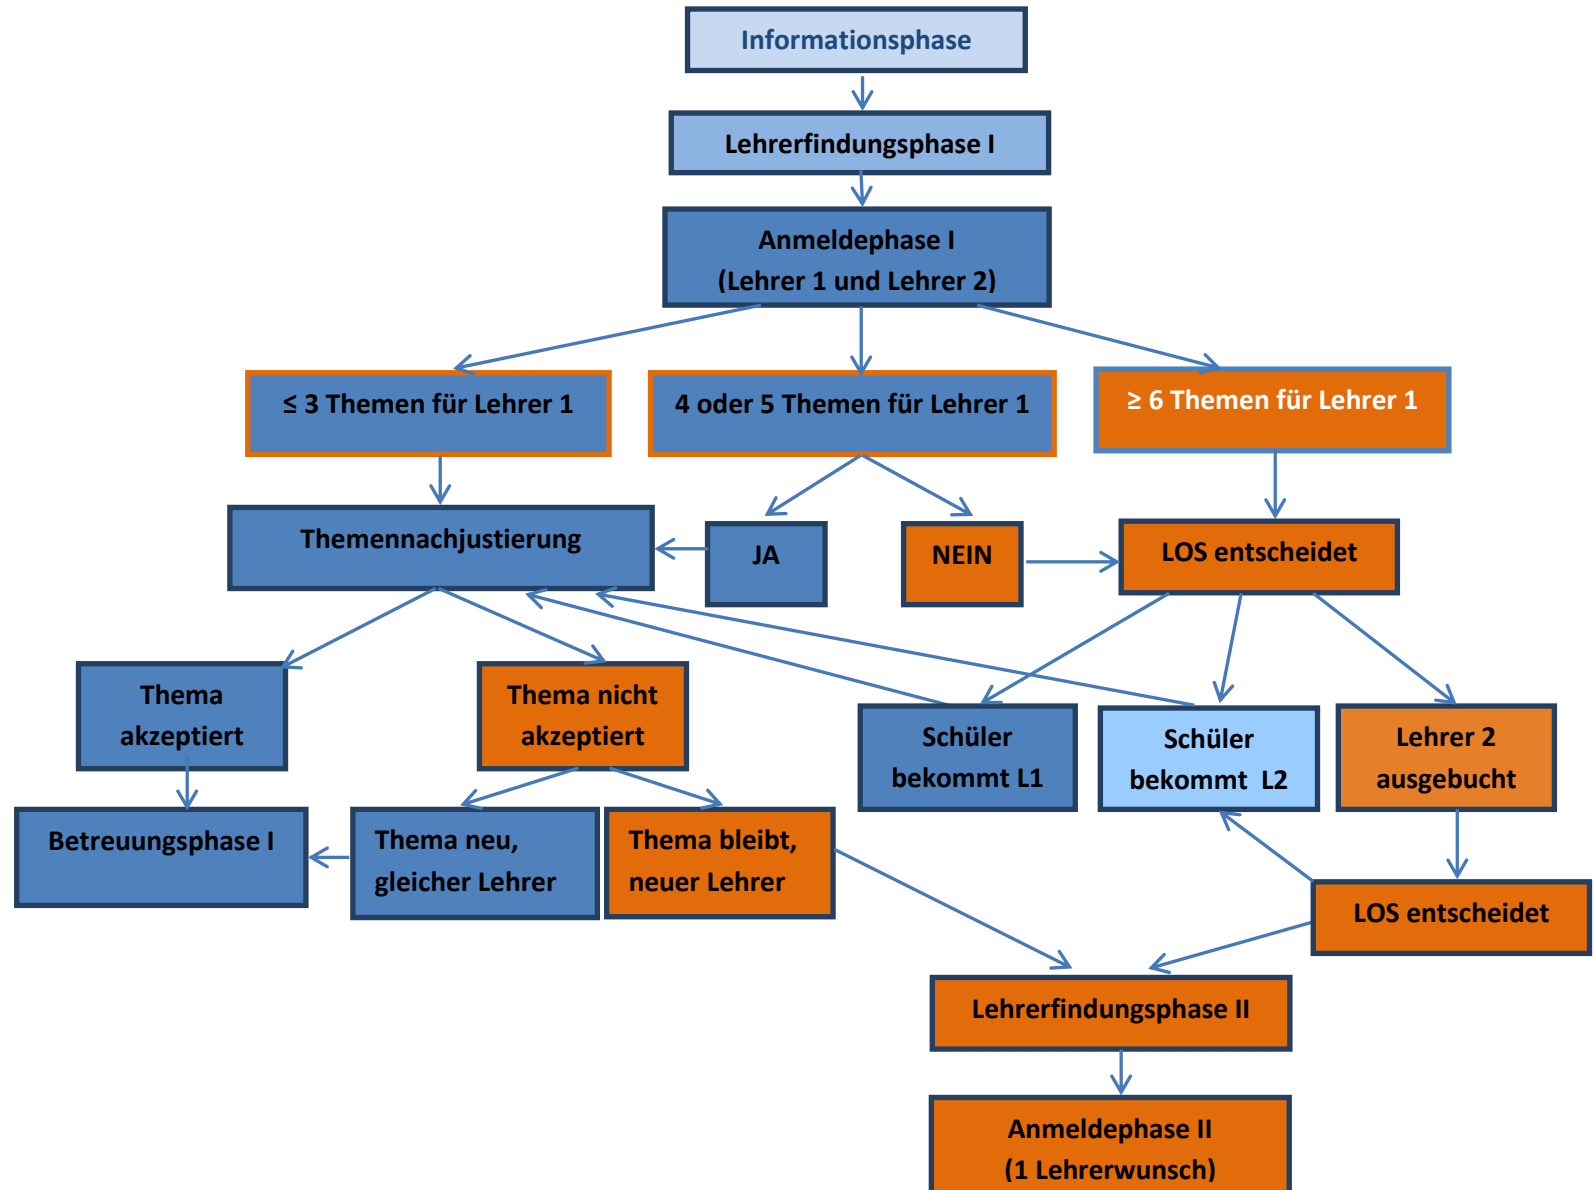 Informationsphase
Lehrerfindungsphase I
Anmeldephase I
(Lehrer 1 und Lehrer 2)
≤ 3 Themen für Lehrer 1
4 oder 5 Themen für Lehrer 1
≥ 6 Themen für Lehrer 1
Themennachjustierung
JA
NEIN
LOS entscheidet
Thema
akzeptiert
Thema nicht
akzeptiert
Schüler
bekommt L1
Schüler
bekommt  L2
Lehrer 2
ausgebucht
Betreuungsphase I
Thema neu,
gleicher Lehrer
Thema bleibt,
neuer Lehrer
LOS entscheidet
Lehrerfindungsphase II
Anmeldephase II
(1 Lehrerwunsch)